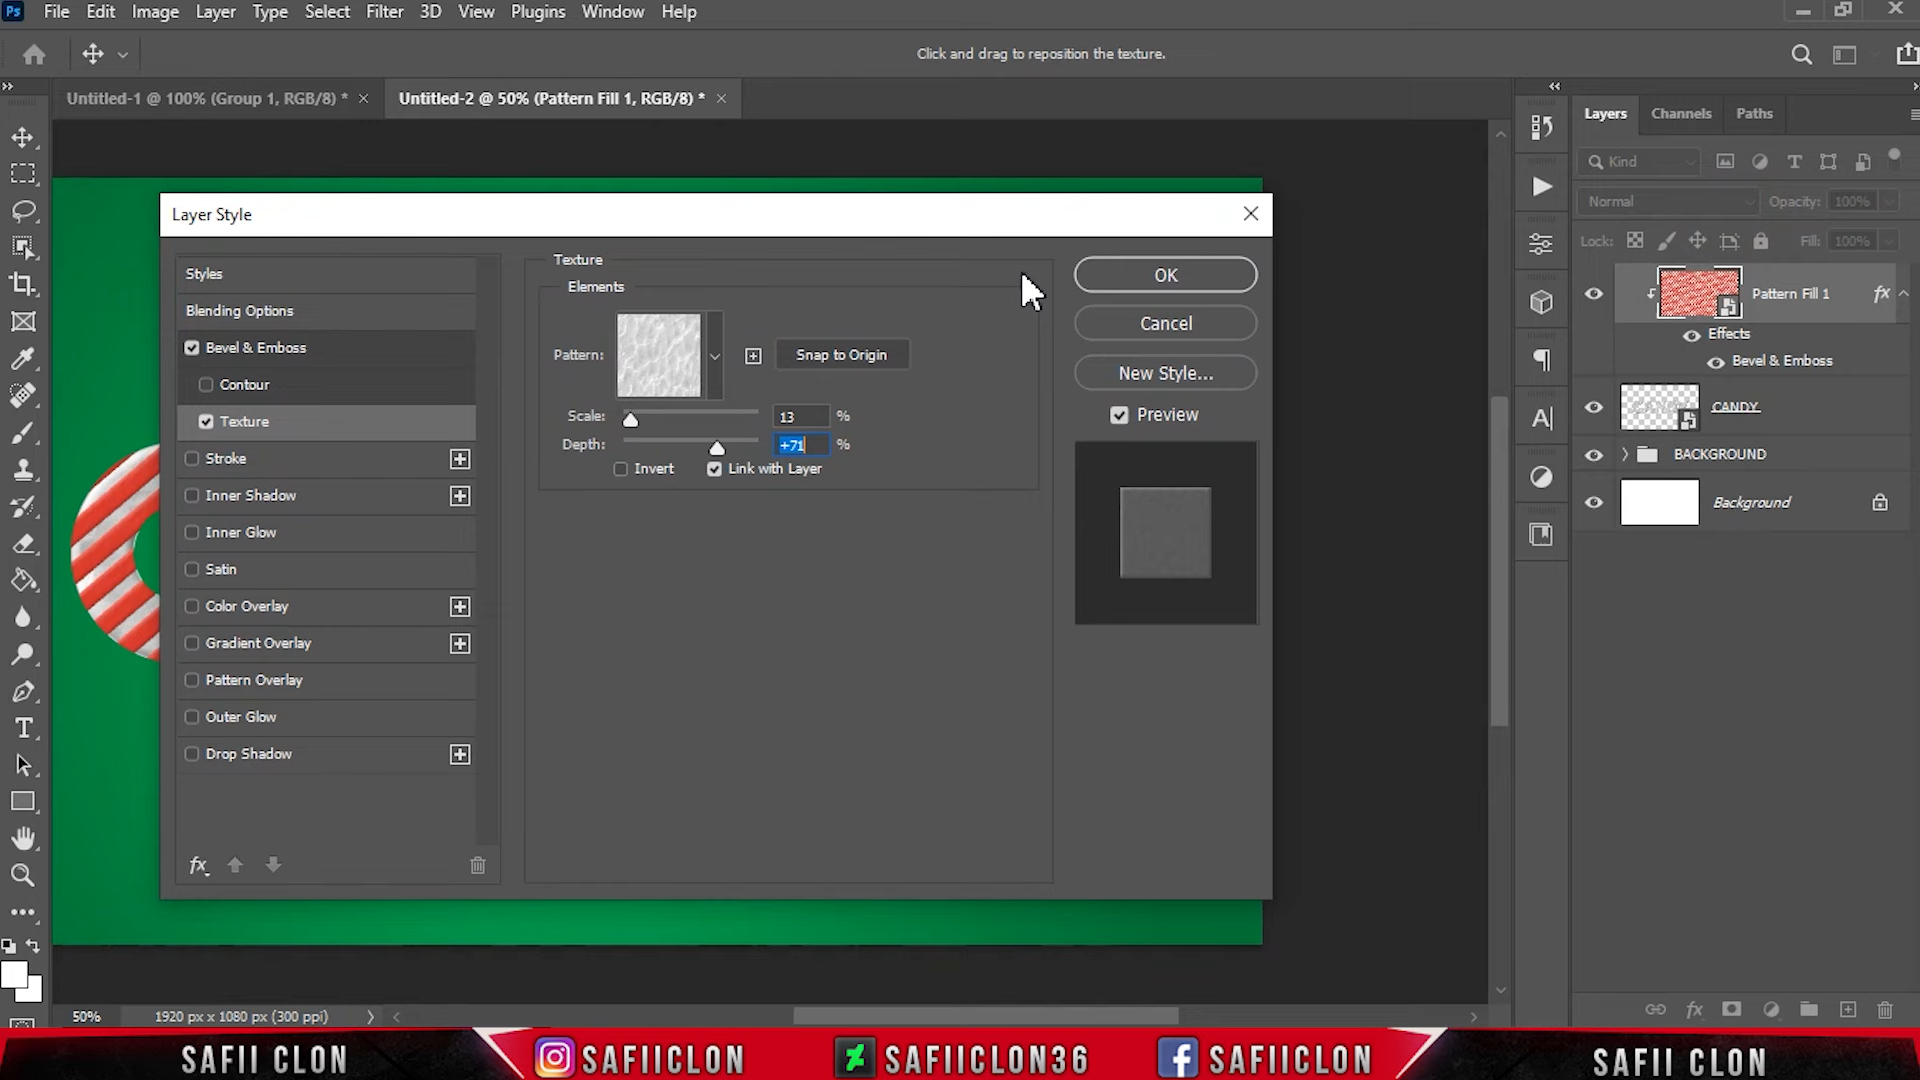 Ps File Edit Image Layer Type Select Filter 3D View Plugins Window Help
Click and drag to reposition the texture.
Untitled-1 @ 100% (Group 1, RGB/8) * ×
Untitled-2 @ 50% (Pattern Fill 1, RGB/8) * ×
Layer Style
Styles
Blending Options
Bevel & Emboss
Contour
Texture
Stroke
Inner Shadow
Inner Glow
Satin
Color Overlay
Gradient Overlay
Pattern Overlay
Outer Glow
Drop Shadow
fx
Texture
Elements
Pattern:
Snap to Origin
Scale: 13 %
Depth: +71 %
Invert
Link with Layer
OK
Cancel
New Style...
Preview
Layers Channels Paths
Kind
Normal
Opacity: 100%
Lock:
Fill: 100%
Pattern Fill 1
fx
Effects
Bevel & Emboss
CANDY
BACKGROUND
Background
fx
50%
1920 px x 1080 px (300 ppi)
SAFII CLON
SAFIICLON
SAFIICLON36
SAFIICLON
SAFII CLON